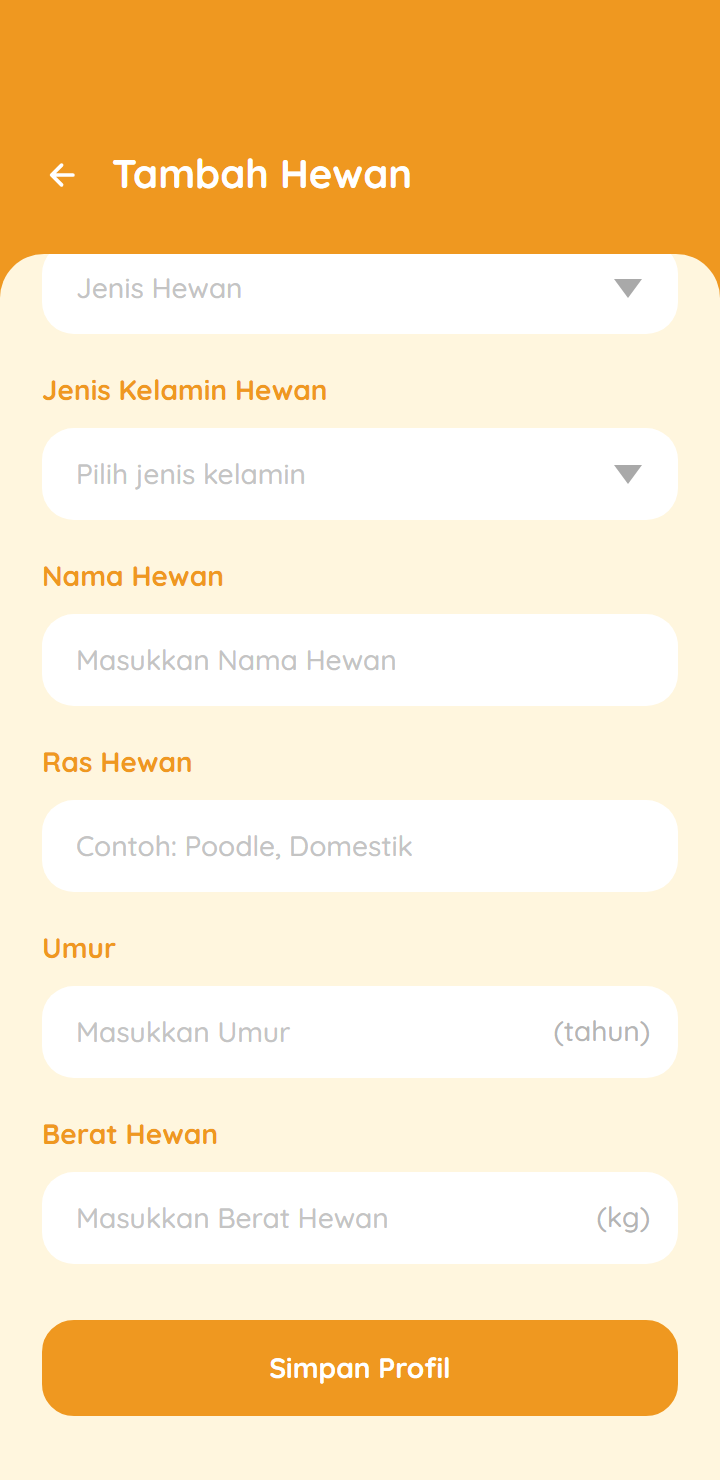 Tambah Hewan
Jenis Hewan
Jenis Kelamin Hewan
Pilih jenis kelamin
Nama Hewan
Masukkan Nama Hewan
Ras Hewan
Contoh: Poodle, Domestik
Umur
Masukkan Umur (tahun)
Berat Hewan
Masukkan Berat Hewan (kg)
Simpan Profil